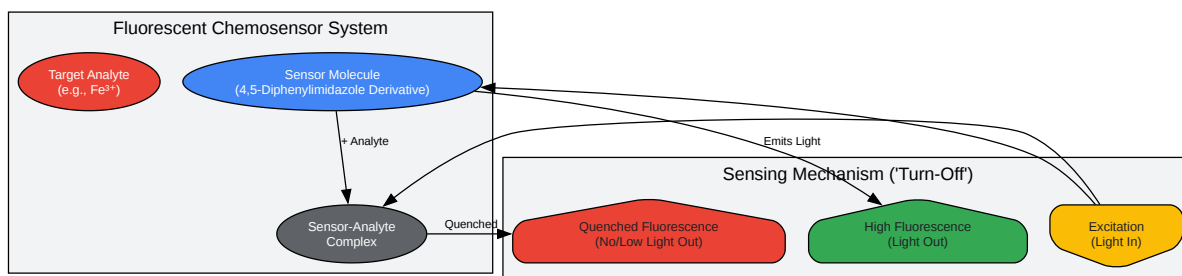 Fluorescent Chemosensor System
Target Analyte
(e.g., Fe³⁺)
Sensor Molecule
(4,5-Diphenylimidazole Derivative)
+ Analyte
Emits Light
Sensing Mechanism ('Turn-Off')
Sensor-Analyte
Complex
Quenched
Quenched Fluorescence
(No/Low Light Out)
High Fluorescence
(Light Out)
Excitation
(Light In)